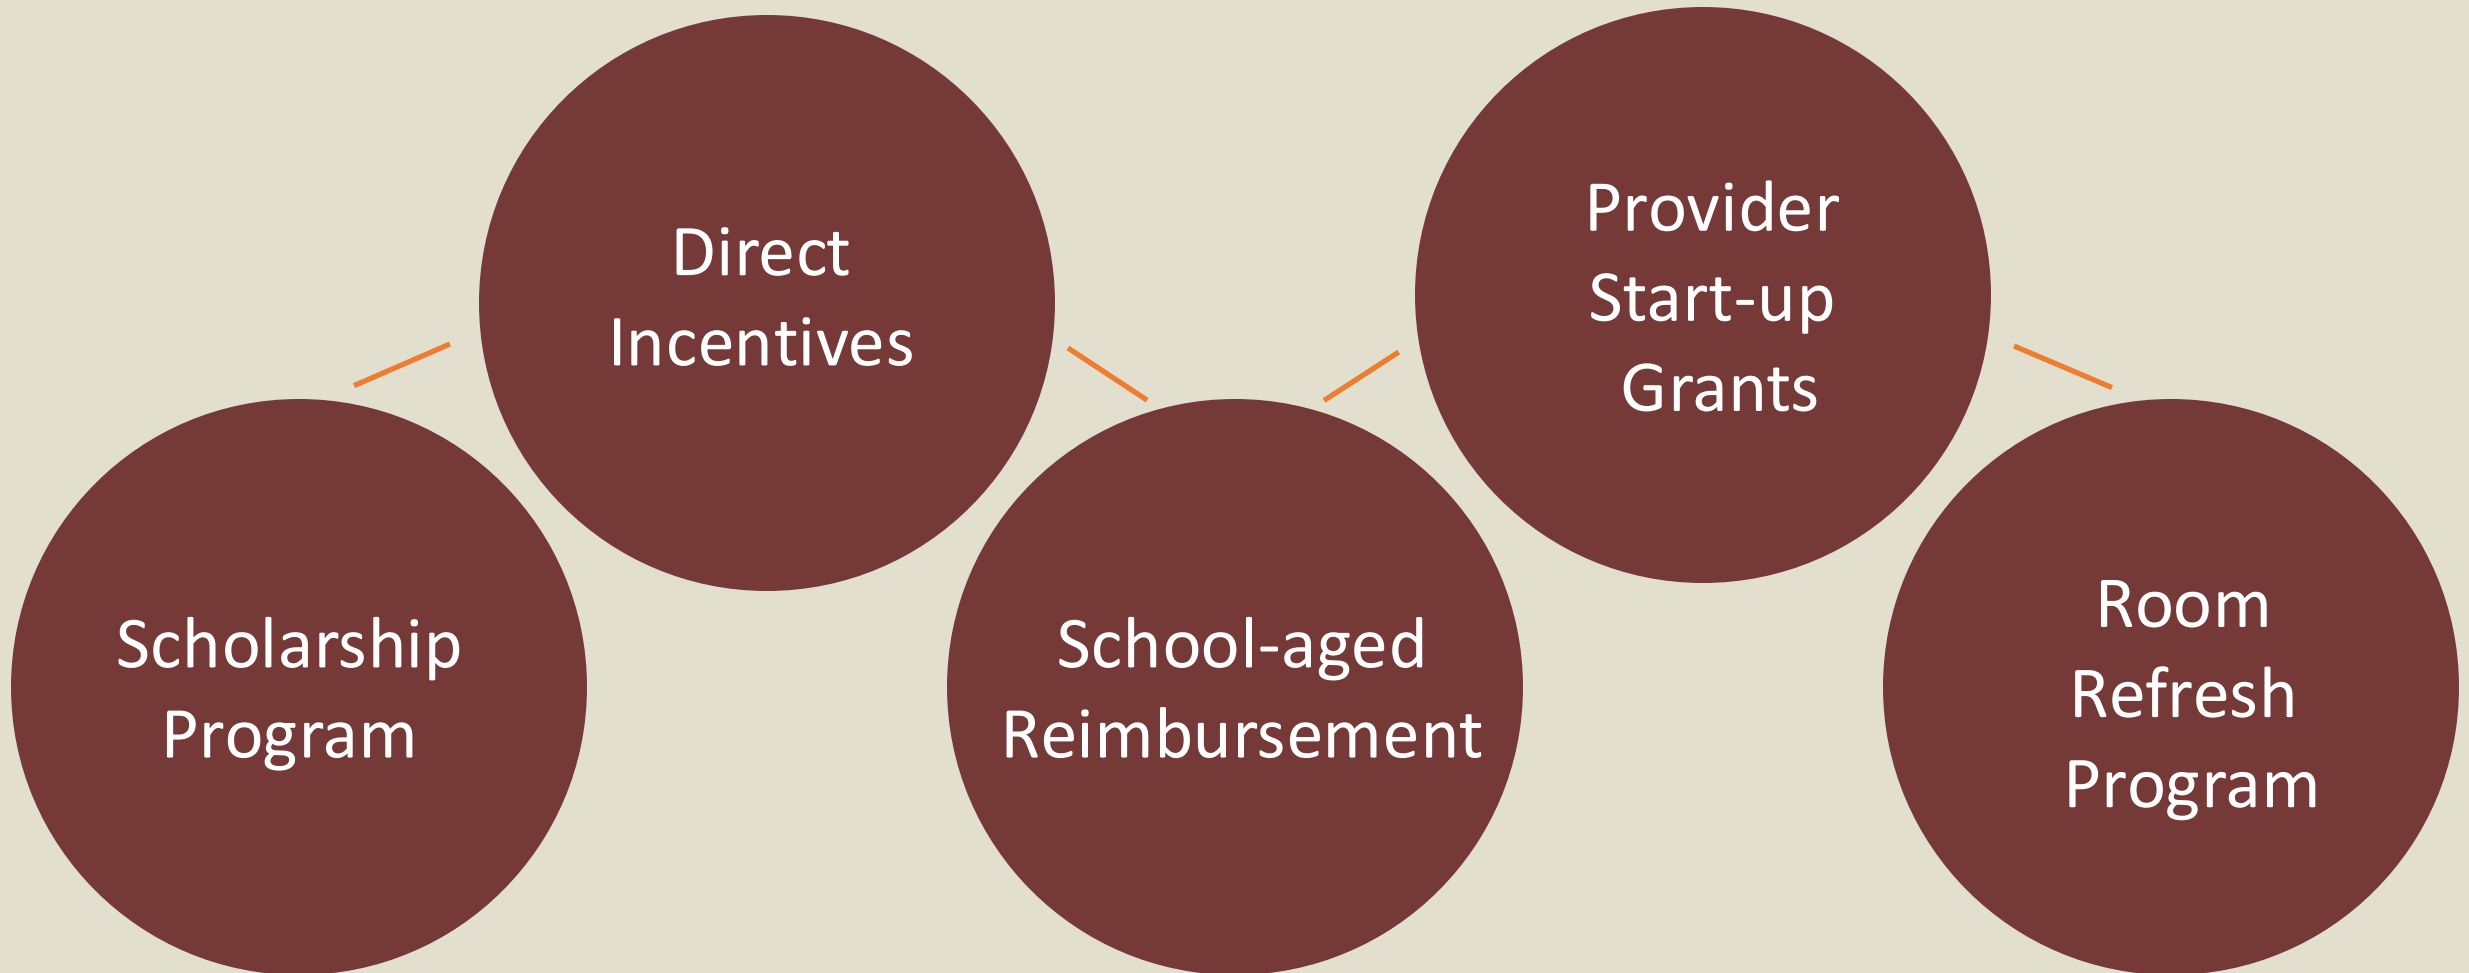 Scholarship
Program
Direct
Incentives
School-aged
Reimbursement
Provider
Start-up
Grants
Room
Refresh
Program